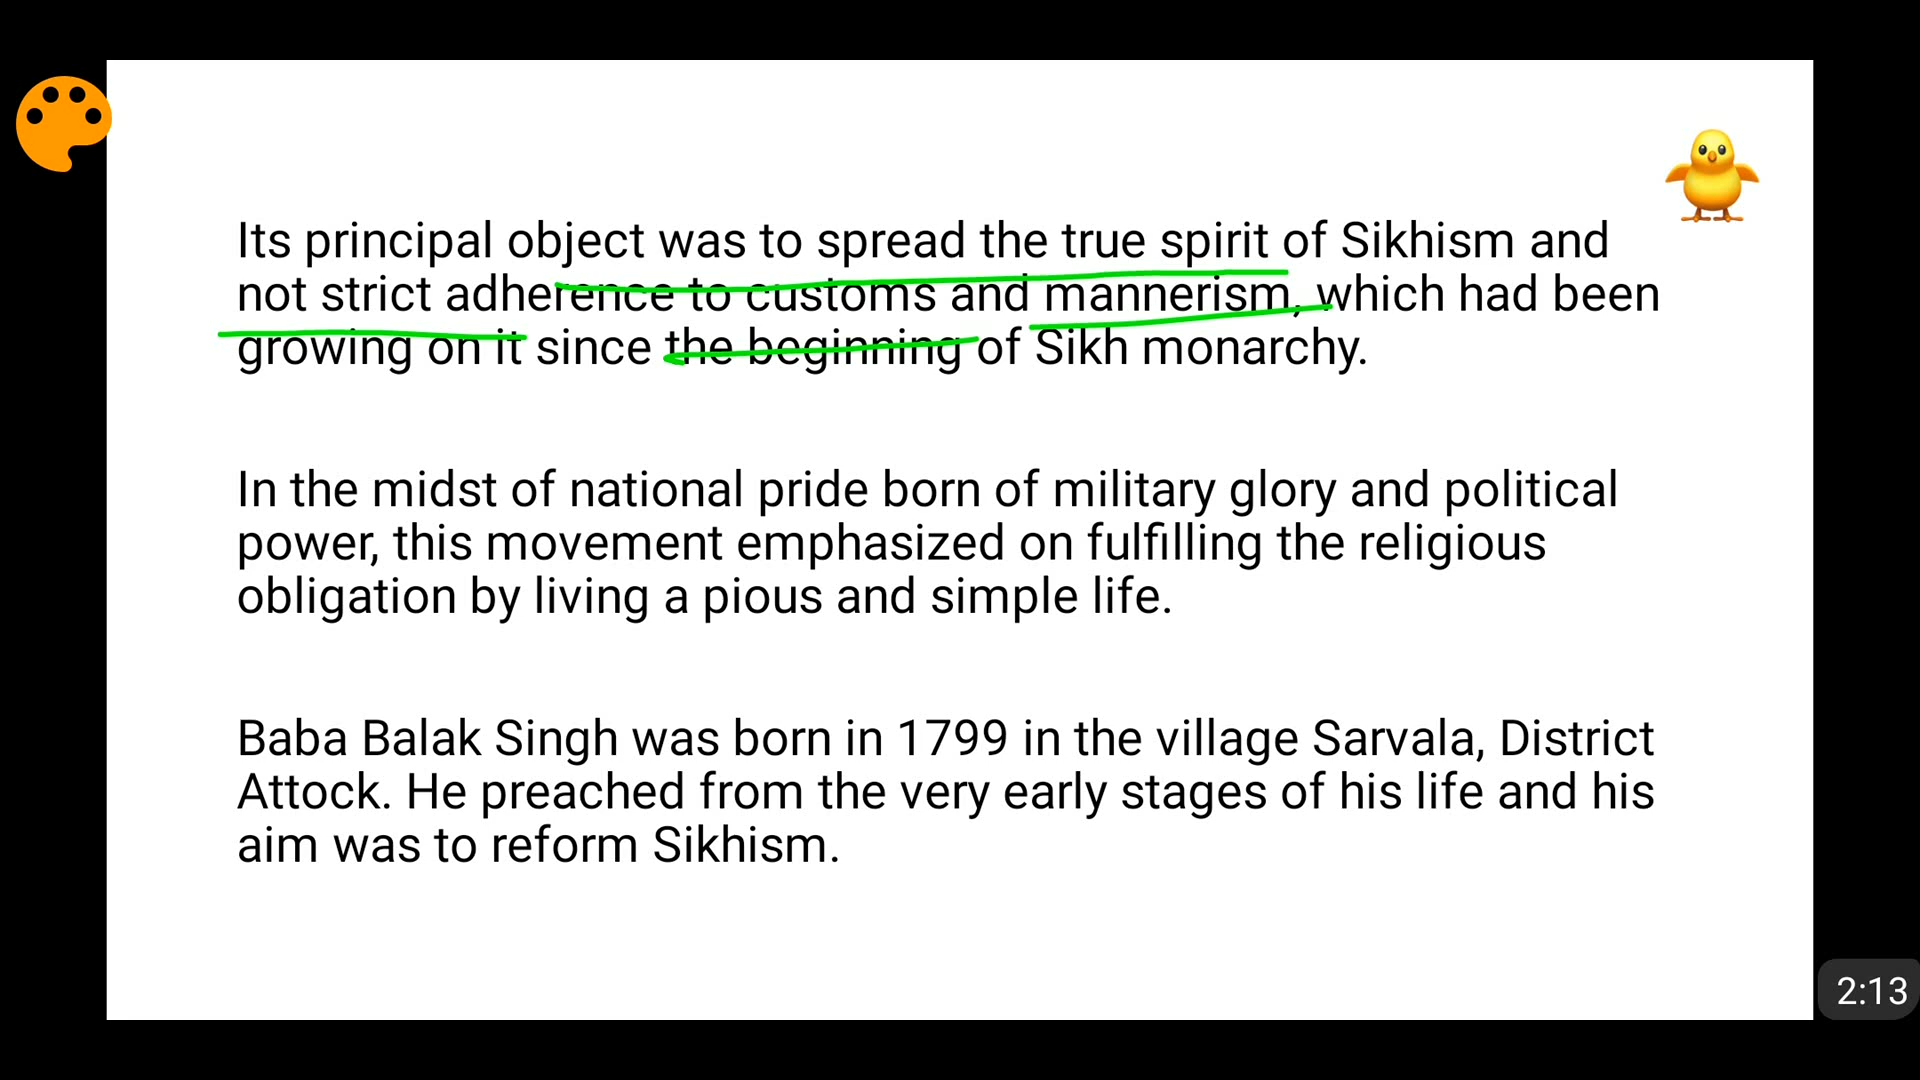 Its principal object was to spread the true spirit of Sikhism and
not strict adherence to customs and mannerism, which had been
growing on it since the beginning of Sikh monarchy.
In the midst of national pride born of military glory and political
power, this movement emphasized on fulfilling the religious
obligation by living a pious and simple life.
Baba Balak Singh was born in 1799 in the village Sarvala, District
Attock. He preached from the very early stages of his life and his
aim was to reform Sikhism.
2:13